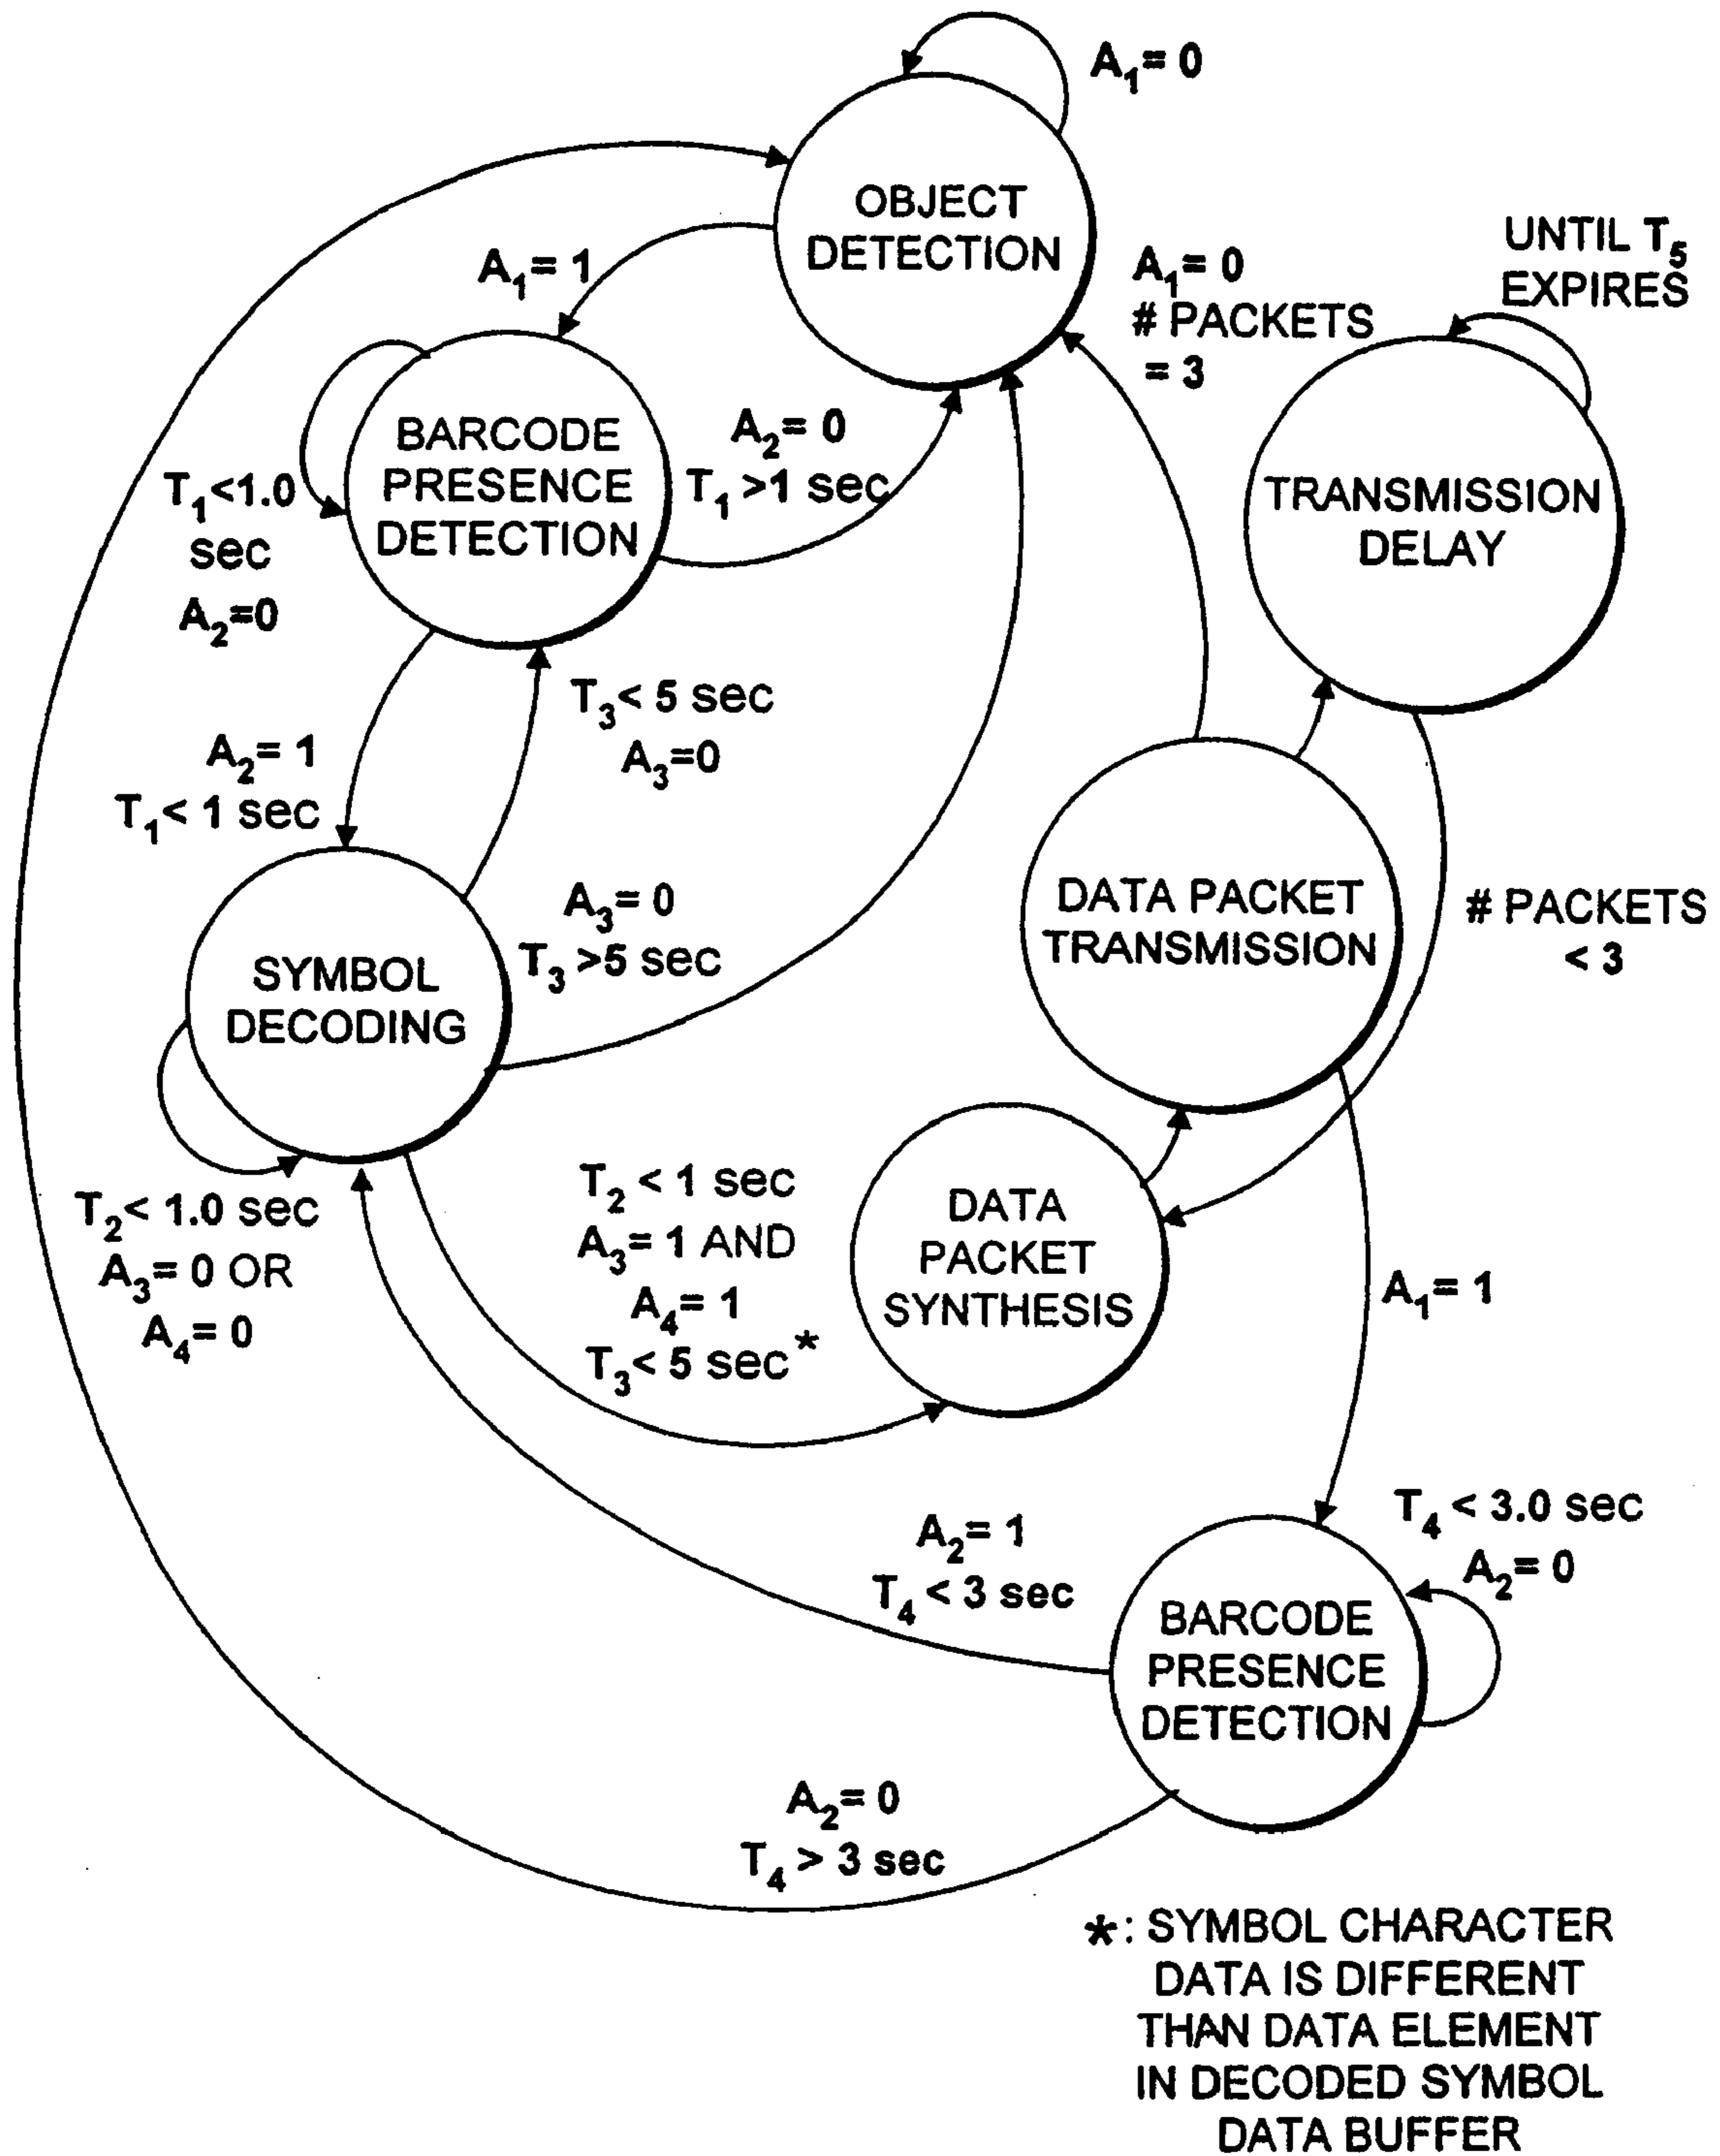 A₁= 0
OBJECT
DETECTION
A₁= 1
A₁= 0
# PACKETS
= 3
UNTIL T₅
EXPIRES
BARCODE
PRESENCE
DETECTION
T₁<1.0
sec
A₂=0
A₂= 0
T₁ >1 sec
TRANSMISSION
DELAY
T₃< 5 sec
A₃=0
A₂= 1
T₁< 1 sec
SYMBOL
DECODING
A₃= 0
T₃ >5 sec
DATA PACKET
TRANSMISSION
# PACKETS
< 3
T₂< 1.0 sec
A₃= 0 OR
A₄= 0
T₂ < 1 sec
A₃= 1 AND
A₄= 1
T₃< 5 sec*
DATA
PACKET
SYNTHESIS
A₁= 1
A₂= 1
T₄ < 3 sec
T₄ < 3.0 sec
A₂= 0
BARCODE
PRESENCE
DETECTION
A₂= 0
T₄ > 3 sec
*: SYMBOL CHARACTER
DATA IS DIFFERENT
THAN DATA ELEMENT
IN DECODED SYMBOL
DATA BUFFER